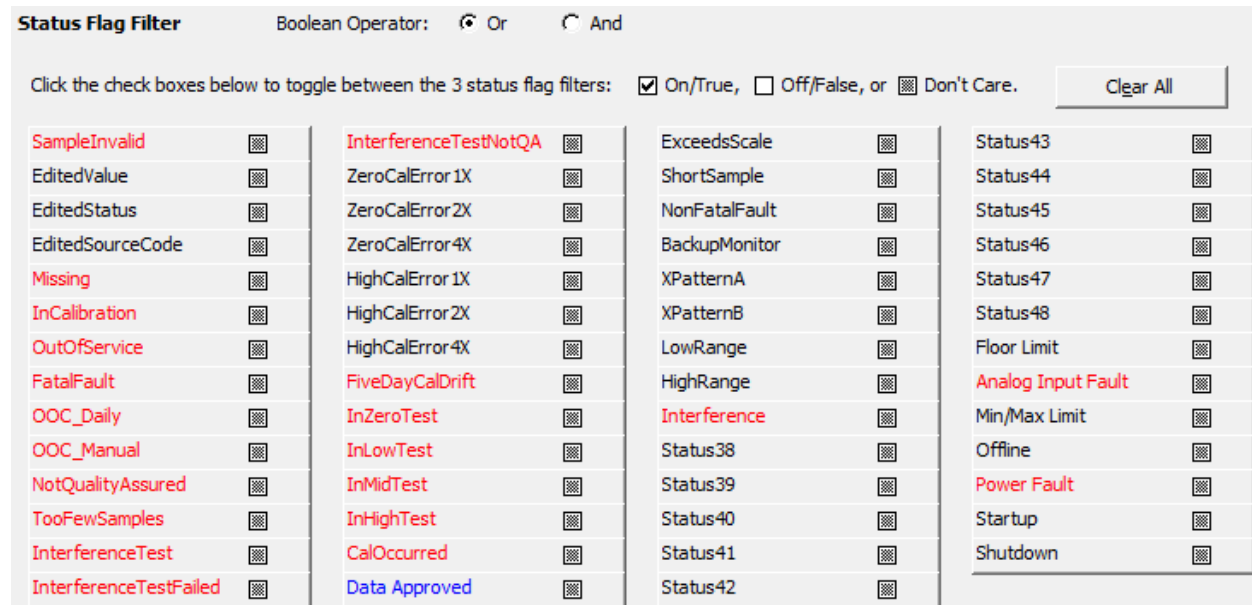 Status Flag Filter Boolean Operator: Or And
Click the check boxes below to toggle between the 3 status flag filters: On/True, Off/False, or Don't Care. Clear All
SampleInvalid
EditedValue
EditedStatus
EditedSourceCode
Missing
InCalibration
OutOfService
FatalFault
OOC_Daily
OOC_Manual
NotQualityAssured
TooFewSamples
InterferenceTest
InterferenceTestFailed
InterferenceTestNotQA
ZeroCalError1X
ZeroCalError2X
ZeroCalError4X
HighCalError1X
HighCalError2X
HighCalError4X
FiveDayCalDrift
InZeroTest
InLowTest
InMidTest
InHighTest
CalOccurred
Data Approved
ExceedsScale
ShortSample
NonFatalFault
BackupMonitor
XPatternA
XPatternB
LowRange
HighRange
Interference
Status38
Status39
Status40
Status41
Status42
Status43
Status44
Status45
Status46
Status47
Status48
Floor Limit
Analog Input Fault
Min/Max Limit
Offline
Power Fault
Startup
Shutdown